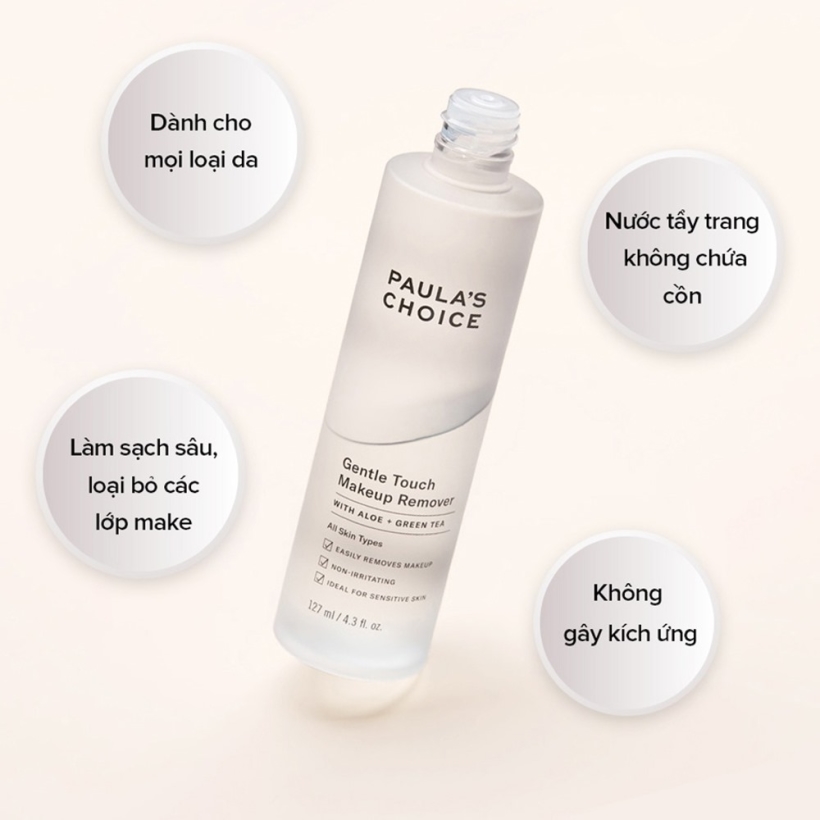 Dành cho
mọi loại da
Nước tẩy trang
không chứa
cồn
PAULA'S
CHOICE
Làm sạch sâu,
loại bỏ các
lớp make
Gentle Touch
Makeup Remover
WITH ALOE + GREEN TEA
All Skin Types
EASILY REMOVES MAKEUP
NON-IRRITATING
IDEAL FOR SENSITIVE SKIN
127 ml / 4.3 fl. oz.
Không
gây kích ứng